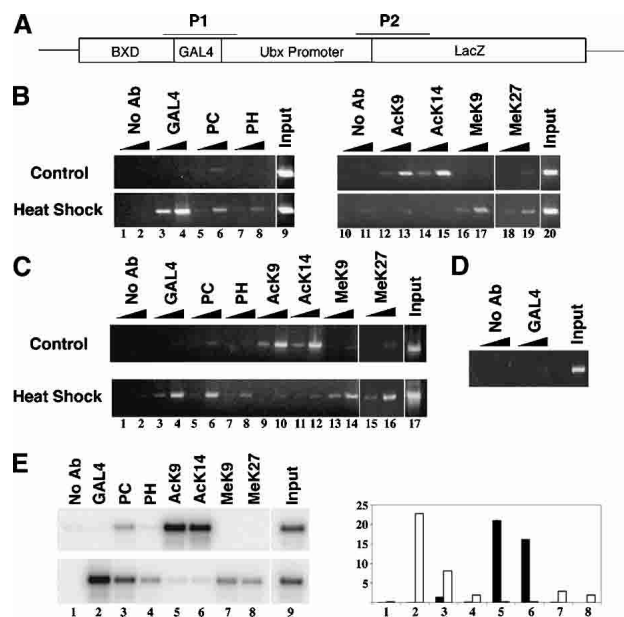 A
P1
P2
BXD
GAL4
Ubx Promoter
LacZ
B
No Ab
GAL4
PC
PH
Input
No Ab
AcK9
AcK14
MeK9
MeK27
Input
Control
Heat Shock
1 2 3 4 5 6 7 8 9
10 11 12 13 14 15 16 17 18 19 20
C
No Ab
GAL4
PC
PH
AcK9
AcK14
MeK9
MeK27
Input
Control
Heat Shock
1 2 3 4 5 6 7 8 9 10 11 12 13 14 15 16 17
D
No Ab
GAL4
Input
E
No Ab
GAL4
PC
PH
AcK9
AcK14
MeK9
MeK27
Input
1 2 3 4 5 6 7 8 9
25
20
15
10
5
1 2 3 4 5 6 7 8